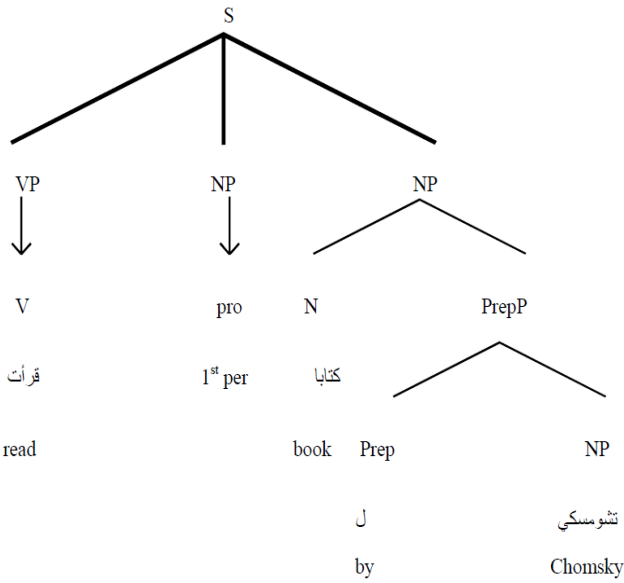 S
VP NP NP
V pro N PrepP
قرأت 1st per كتابا
read book Prep NP
ل تشومسكي
by Chomsky